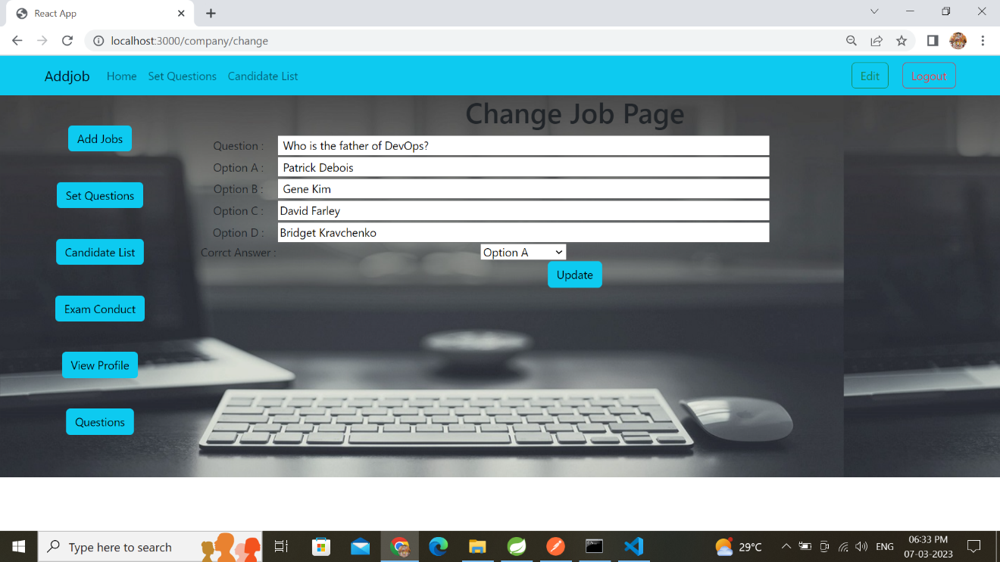 React App
localhost:3000/company/change
Addjob Home Set Questions Candidate List Edit Logout
Change Job Page
Add Jobs
Set Questions
Candidate List
Exam Conduct
View Profile
Questions
Question : Who is the father of DevOps?
Option A : Patrick Debois
Option B : Gene Kim
Option C : David Farley
Option D : Bridget Kravchenko
Corrct Answer : Option A
Update
Type here to search
29°C
ENG
06:33 PM
07-03-2023